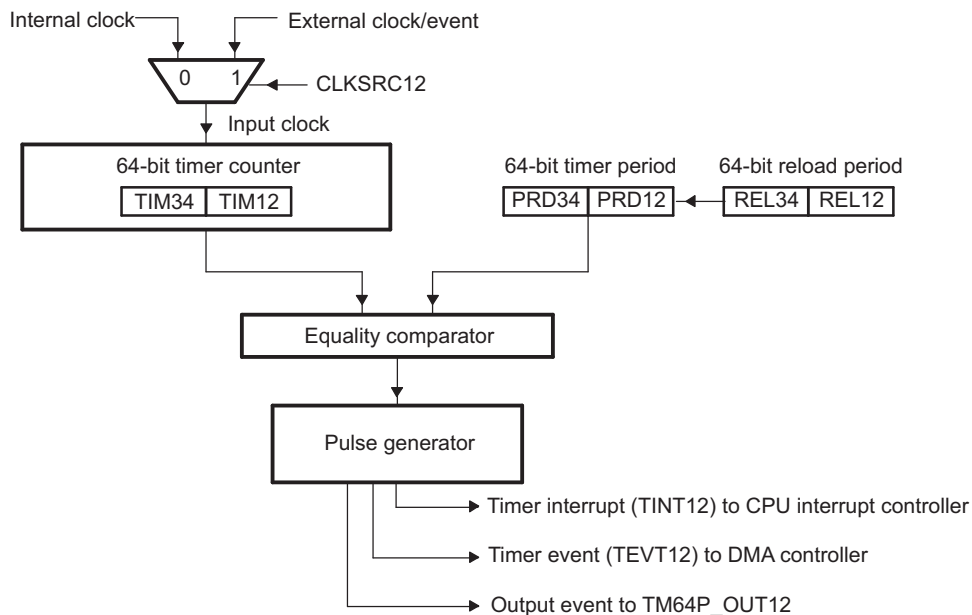 Internal clock
External clock/event
0 1
CLKSRC12
Input clock
64-bit timer counter
TIM34 TIM12
64-bit timer period
PRD34 PRD12
64-bit reload period
REL34 REL12
Equality comparator
Pulse generator
Timer interrupt (TINT12) to CPU interrupt controller
Timer event (TEVT12) to DMA controller
Output event to TM64P_OUT12